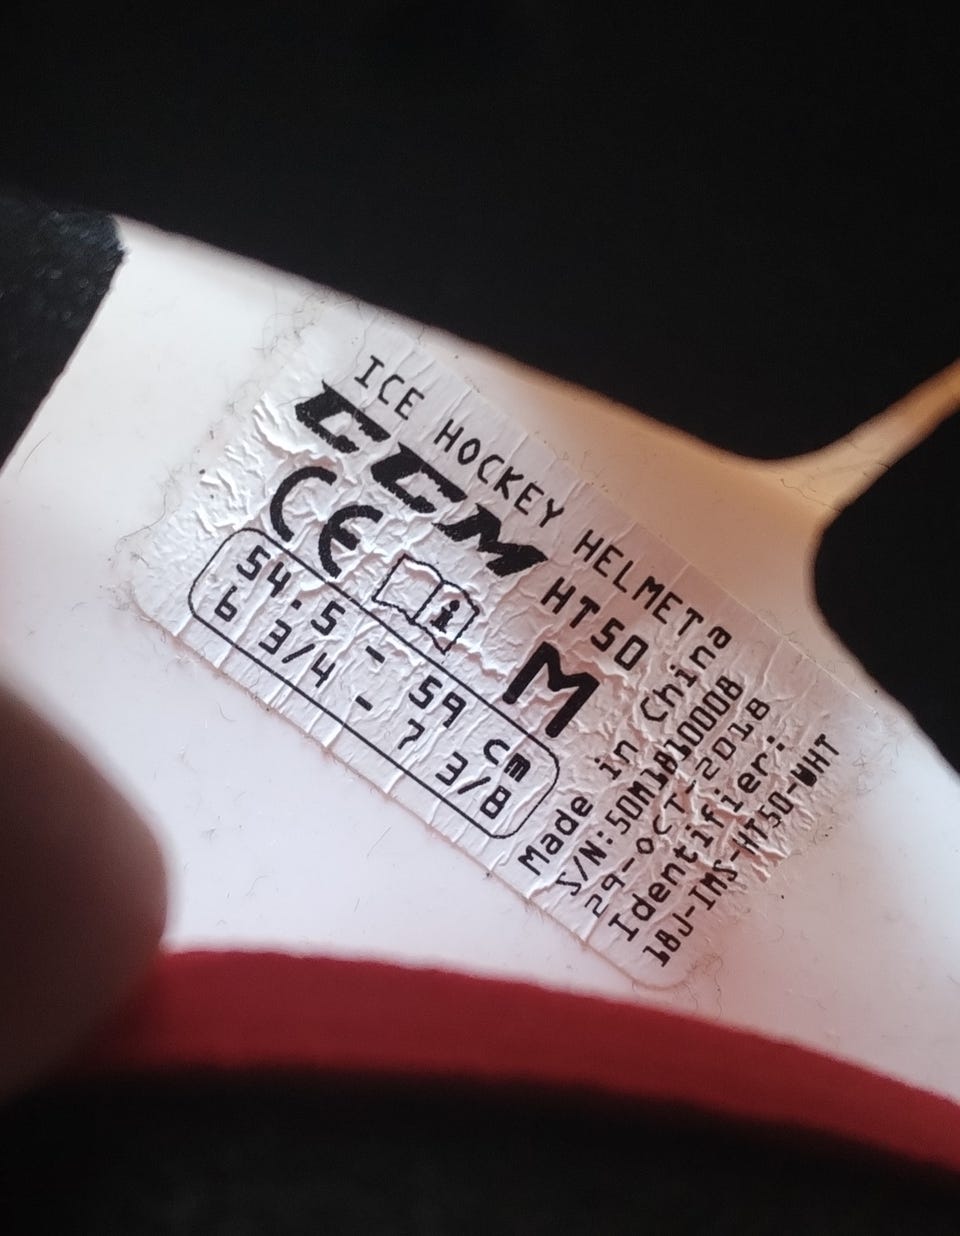 ICE HOCKEY HELMET
CCM HT50
CE i M
54.5 - 59 cm
6 3/4 - 7 3/8
Made in China
S/N:50M1810008
29-OCT-2018
Identifier:
18J-IMS-HT50-WHT